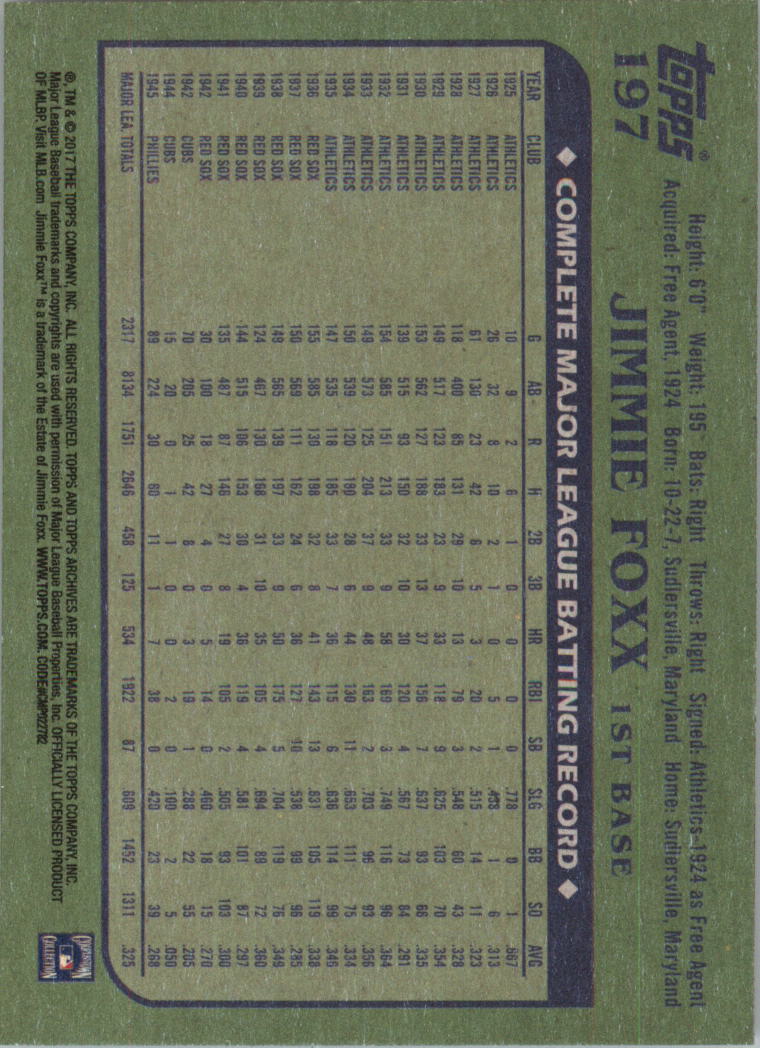 topps®
197
Height: 6'0" Weight: 195 Bats: Right Throws: Right Signed: Athletics-1924 as Free Agent
Acquired: Free Agent, 1924 Born: 10-22-7, Sudlersville, Maryland Home: Sudlersville, Maryland
JIMMIE FOXX 1ST BASE
◆ COMPLETE MAJOR LEAGUE BATTING RECORD ◆
YEAR CLUB G AB R H 2B 3B HR RBI SB SLG BB SO AVG
1925 ATHLETICS 10 9 2 6 1 0 0 0 0 .778 0 1 .667
1926 ATHLETICS 26 32 8 10 2 1 0 5 1 .438 1 6 .313
1927 ATHLETICS 61 130 23 42 6 5 3 20 2 .515 14 11 .323
1928 ATHLETICS 118 400 85 131 29 10 13 79 3 .548 60 43 .328
1929 ATHLETICS 149 517 123 183 23 9 33 118 9 .625 103 70 .354
1930 ATHLETICS 153 562 127 188 33 13 37 156 7 .637 93 66 .335
1931 ATHLETICS 139 515 93 150 32 10 30 120 4 .567 73 84 .291
1932 ATHLETICS 154 585 151 213 33 9 58 169 3 .749 116 96 .364
1933 ATHLETICS 149 573 125 204 37 9 48 163 2 .703 96 93 .356
1934 ATHLETICS 150 539 120 180 28 6 44 130 11 .653 111 75 .334
1935 ATHLETICS 147 535 118 185 33 7 36 115 6 .636 114 99 .346
1936 RED SOX 155 585 130 198 32 8 41 143 13 .631 105 119 .338
1937 RED SOX 150 569 111 162 24 6 36 127 10 .538 99 96 .285
1938 RED SOX 149 565 139 197 33 9 50 175 5 .704 119 76 .349
1939 RED SOX 124 467 130 168 31 10 35 105 4 .694 89 72 .360
1940 RED SOX 144 515 106 153 30 4 36 119 4 .581 101 87 .297
1941 RED SOX 135 487 87 146 27 8 19 105 2 .505 93 103 .300
1942 RED SOX 30 100 18 27 4 0 5 14 0 .460 18 15 .270
1942 CUBS 70 205 25 42 8 0 3 19 1 .288 22 55 .205
1944 CUBS 15 20 0 1 1 0 0 2 0 .100 2 5 .050
1945 PHILLIES 89 224 30 60 11 1 7 38 0 .420 23 39 .268
MAJOR LEA. TOTALS 2317 8134 1751 2646 458 125 534 1922 87 .609 1452 1311 .325
®, TM & © 2017 THE TOPPS COMPANY, INC. ALL RIGHTS RESERVED. TOPPS AND TOPPS ARCHIVES ARE TRADEMARKS OF THE TOPPS COMPANY, INC.
Major League Baseball trademarks and copyrights are used with permission of Major League Baseball Properties, Inc. OFFICIALLY LICENSED PRODUCT
OF MLBP. Visit MLB.com Jimmie Foxx™ is a trademark of the Estate of Jimmie Foxx. WWW.TOPPS.COM. CODE#CMP022782
COOPERSTOWN
COLLECTION